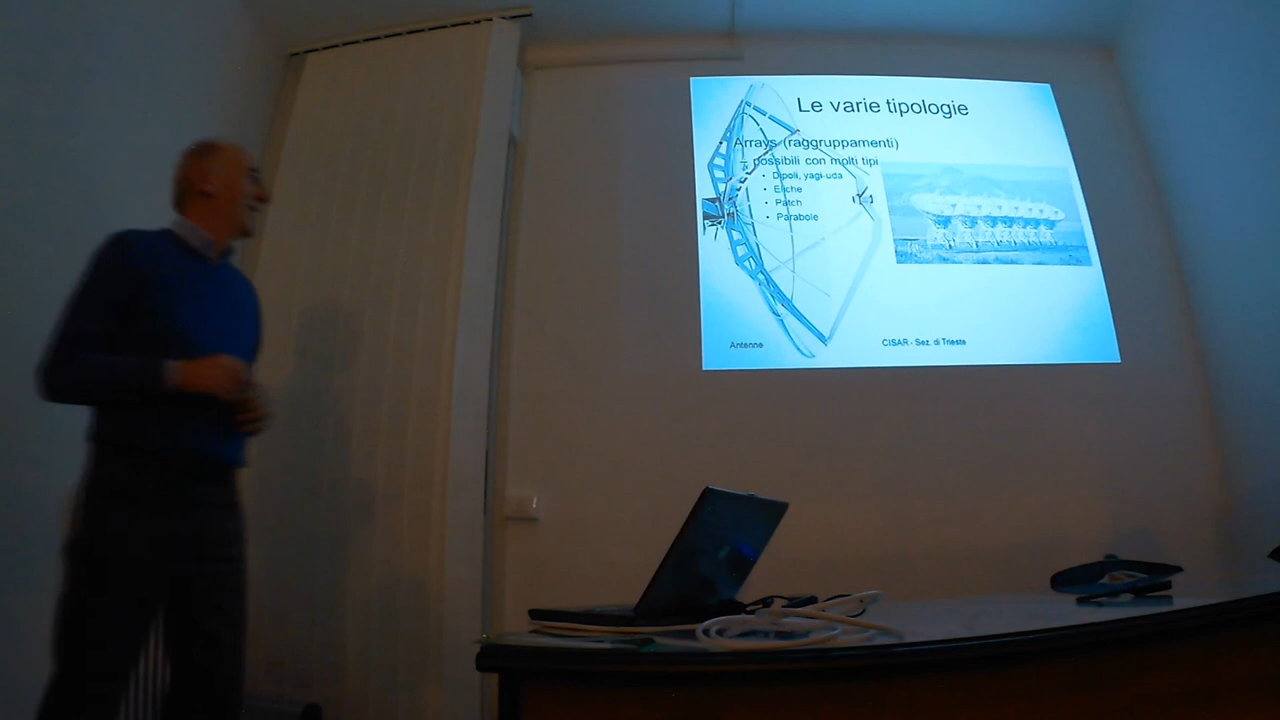 Le varie tipologie
Arrays (raggruppamenti)
– possibili con molti tipi
• Dipoli, yagi-uda
• Eliche
• Patch
• Parabole
Antenne
CISAR - Sez. di Trieste